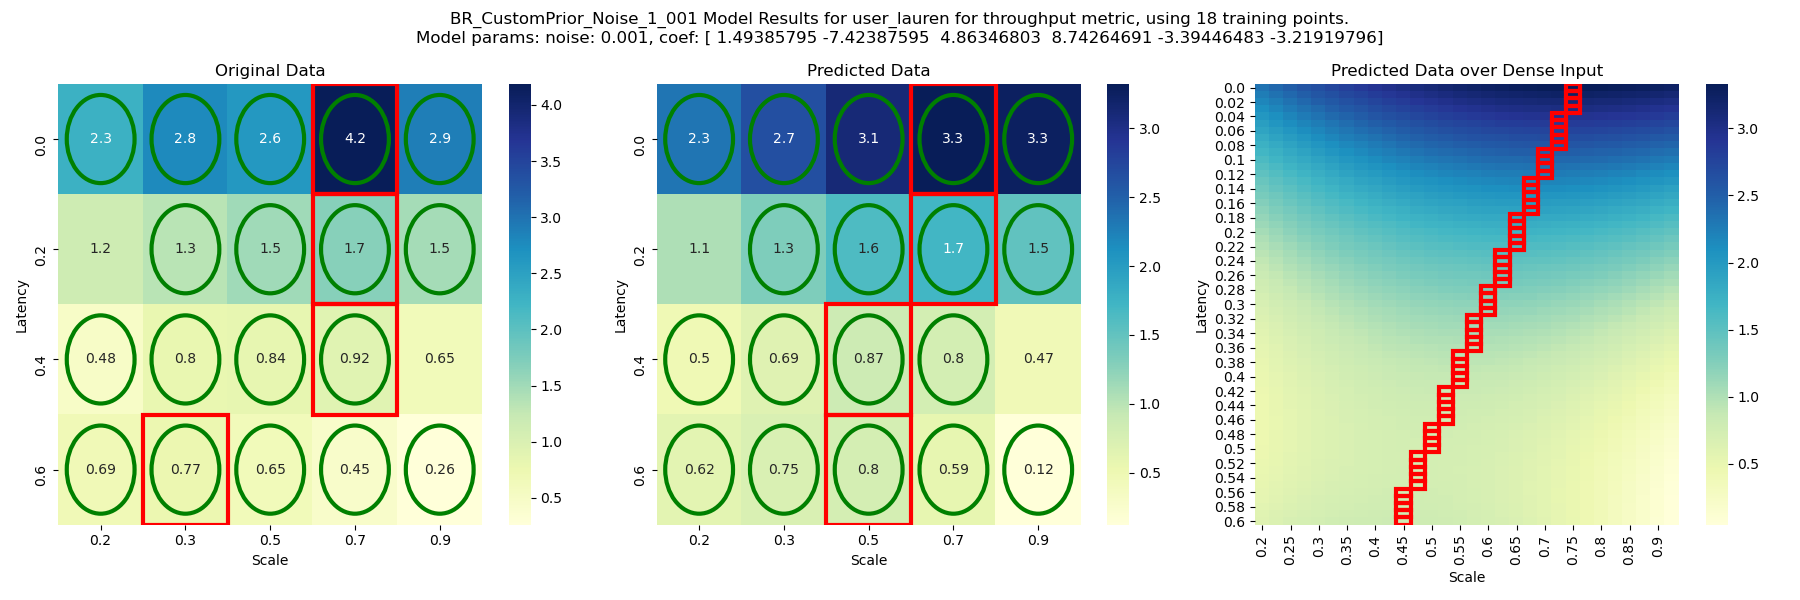 BR_CustomPrior_Noise_1_001 Model Results for user_lauren for throughput metric, using 18 training points.
Model params: noise: 0.001, coef: [ 1.49385795 -7.42387595  4.86346803  8.74264691 -3.39446483 -3.21919796]
Original Data
2.3 2.8 2.6 4.2 2.9
1.2 1.3 1.5 1.7 1.5
0.48 0.8 0.84 0.92 0.65
0.69 0.77 0.65 0.45 0.26
0.0
0.2
0.4
0.6
Latency
0.2 0.3 0.5 0.7 0.9
Scale
4.0
3.5
3.0
2.5
2.0
1.5
1.0
0.5
Predicted Data
2.3 2.7 3.1 3.3 3.3
1.1 1.3 1.6 1.7 1.5
0.5 0.69 0.87 0.8 0.47
0.62 0.75 0.8 0.59 0.12
0.0
0.2
0.4
0.6
Latency
0.2 0.3 0.5 0.7 0.9
Scale
3.0
2.5
2.0
1.5
1.0
0.5
Predicted Data over Dense Input
0.0
0.02
0.04
0.06
0.08
0.1
0.12
0.14
0.16
0.18
0.2
0.22
0.24
0.26
0.28
0.3
0.32
0.34
0.36
0.38
0.4
0.42
0.44
0.46
0.48
0.5
0.52
0.54
0.56
0.58
0.6
Latency
0.2 0.25 0.3 0.35 0.4 0.45 0.5 0.55 0.6 0.65 0.7 0.75 0.8 0.85 0.9
Scale
3.0
2.5
2.0
1.5
1.0
0.5